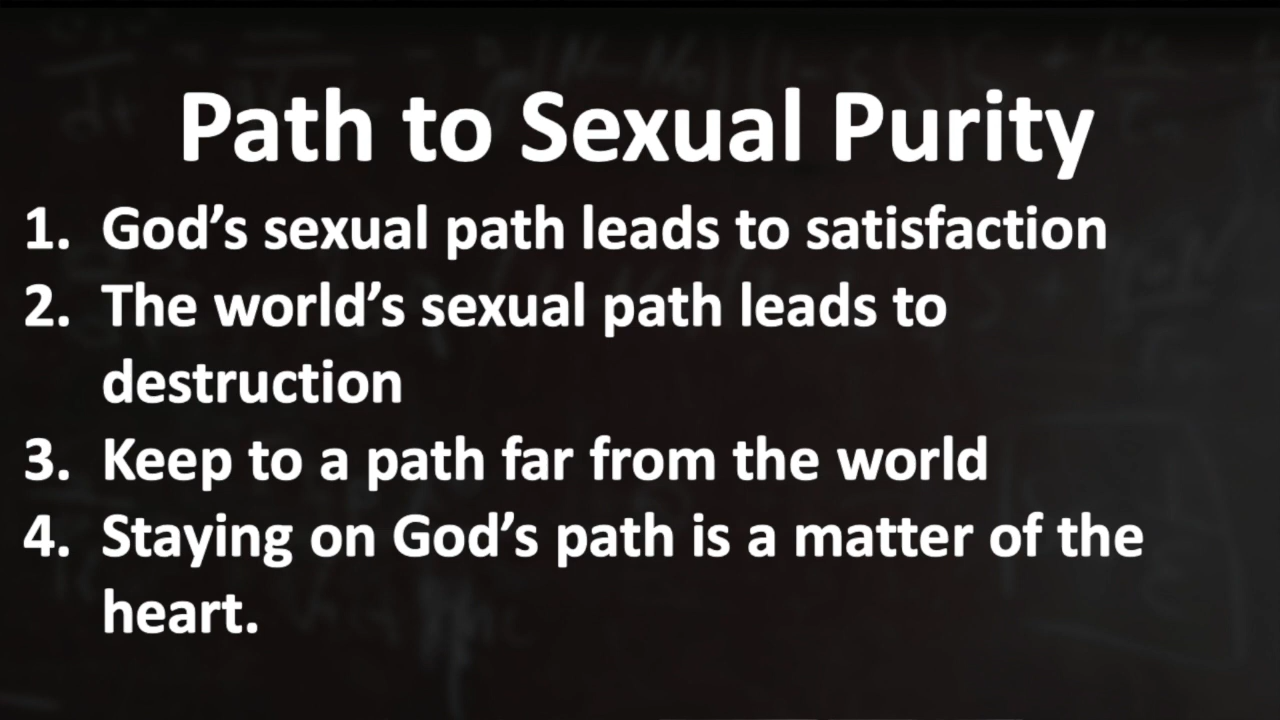 Path to Sexual Purity
1. God’s sexual path leads to satisfaction
2. The world’s sexual path leads to
destruction
3. Keep to a path far from the world
4. Staying on God’s path is a matter of the
heart.